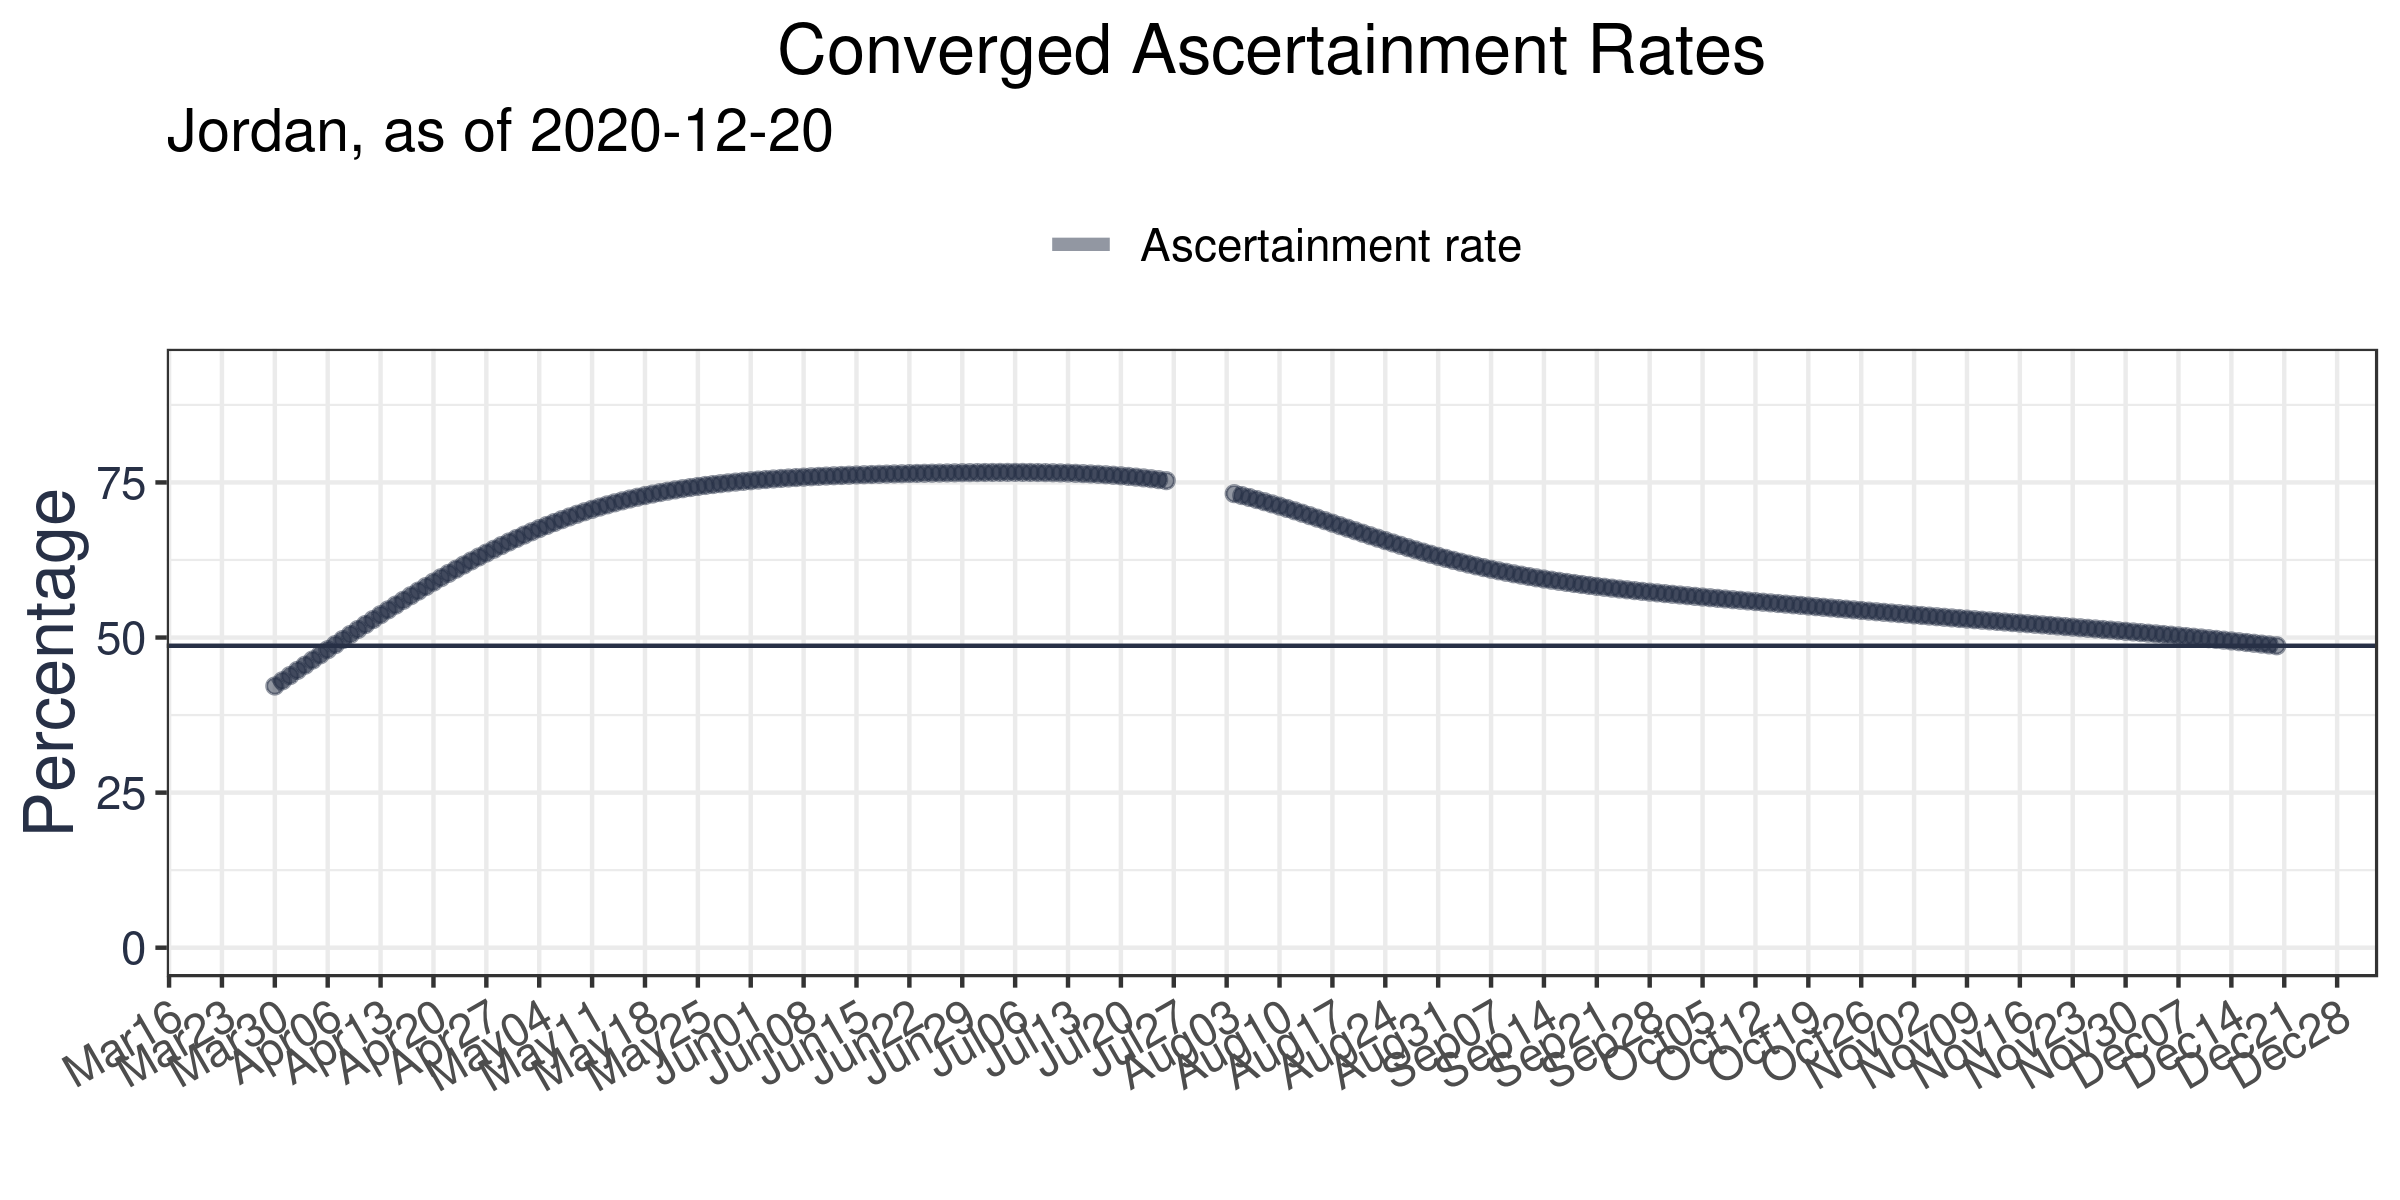 Converged Ascertainment Rates
Jordan, as of 2020-12-20
Ascertainment rate
Percentage
75
50
25
0
Mar16
Mar23
Mar30
Apr06
Apr13
Apr20
Apr27
May04
May11
May18
May25
Jun01
Jun08
Jun15
Jun22
Jun29
Jul06
Jul13
Jul20
Jul27
Aug03
Aug10
Aug17
Aug24
Aug31
Sep07
Sep14
Sep21
Sep28
Oct05
Oct12
Oct19
Oct26
Nov02
Nov09
Nov16
Nov23
Nov30
Dec07
Dec14
Dec21
Dec28